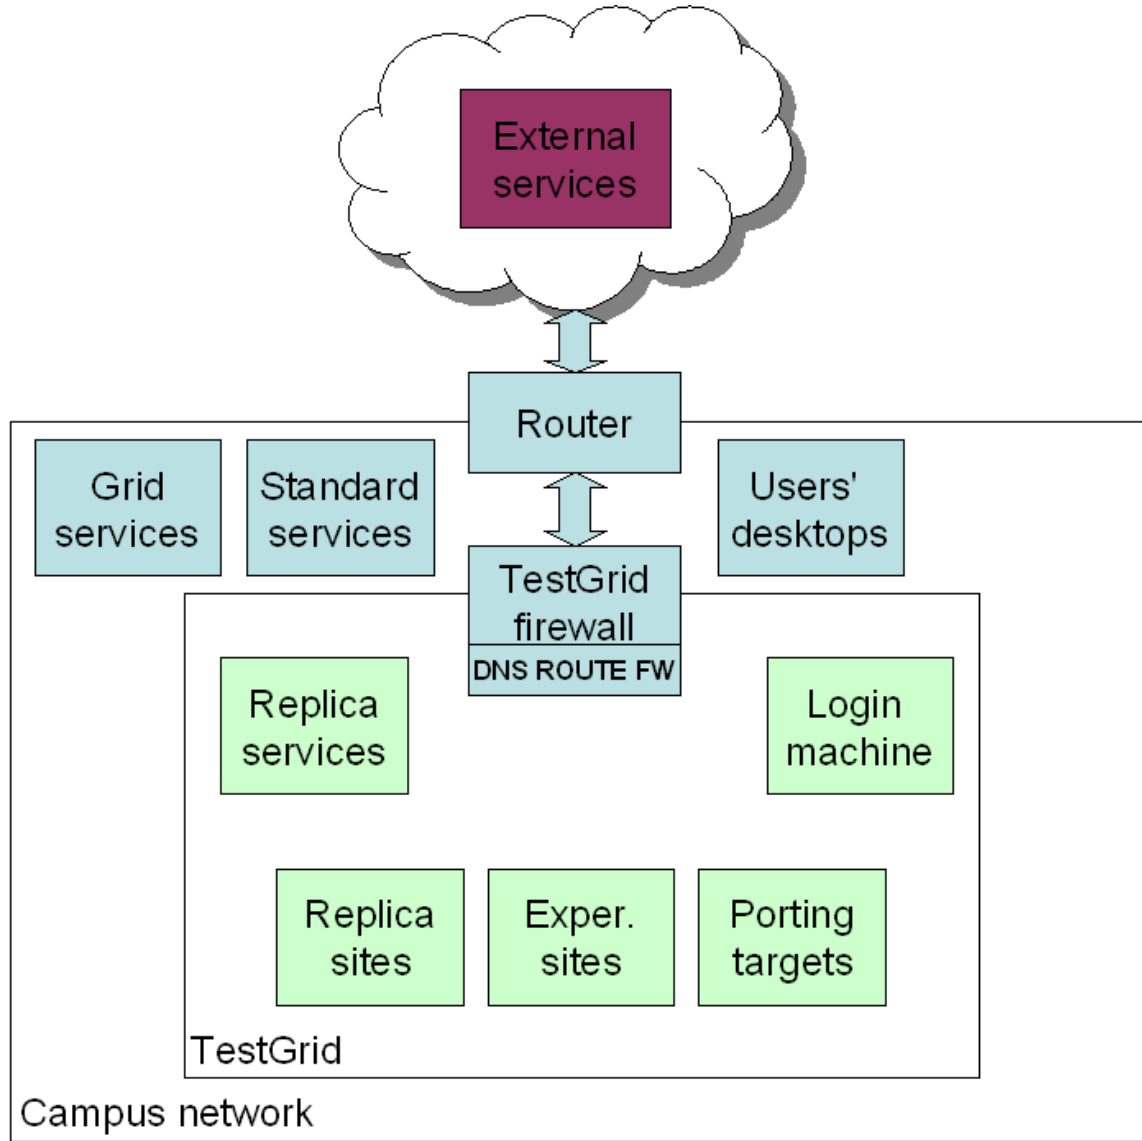 External
services
Router
Grid
services
Standard
services
Users'
desktops
TestGrid
firewall
DNS ROUTE FW
Replica
services
Login
machine
Replica
sites
Exper.
sites
Porting
targets
TestGrid
Campus network